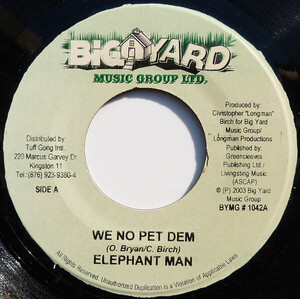 BIG YARD
MUSIC GROUP LTD.
Distributed by:
Tuff Gong Intl.
220 Marcus Garvey Dr.
Kingston 11
Tel:(876) 923-9380-4
SIDE A
Produced by:
Christopher "Longman"
Birch for Big Yard
Music Group/
Longman Productions
Published by:
Greensleeves
Publishing Ltd /
Livingsting Music
(ASCAP)
(P) © 2003 Big Yard
Music Group
BYMG # 1042A
WE NO PET DEM
(O. Bryan/C. Birch)
ELEPHANT MAN
All Rights Reserved. Unauthorized Duplication is a Violation of Applicable Laws